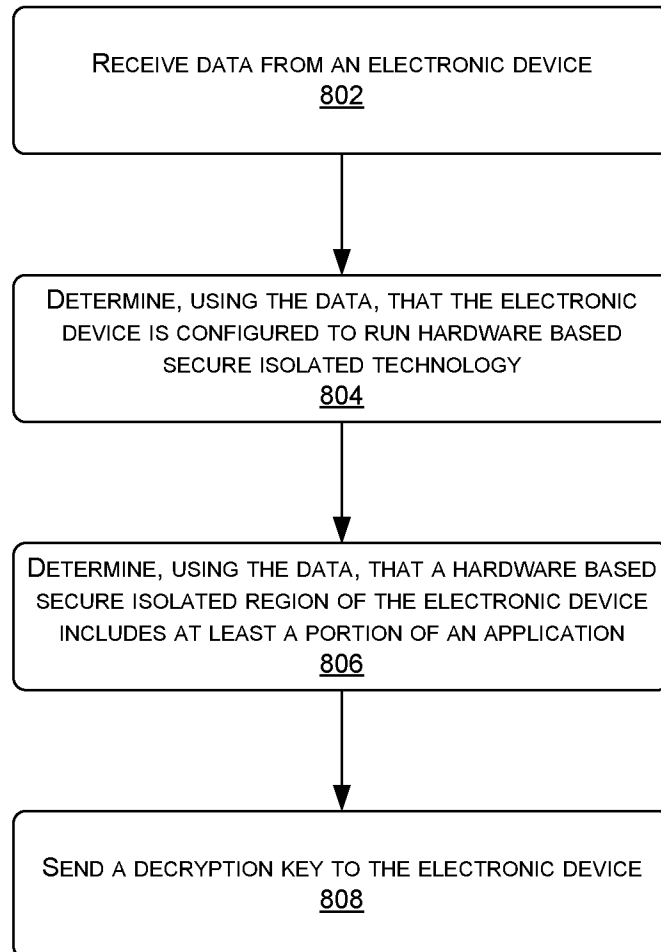 RECEIVE DATA FROM AN ELECTRONIC DEVICE
802
DETERMINE, USING THE DATA, THAT THE ELECTRONIC
DEVICE IS CONFIGURED TO RUN HARDWARE BASED
SECURE ISOLATED TECHNOLOGY
804
DETERMINE, USING THE DATA, THAT A HARDWARE BASED
SECURE ISOLATED REGION OF THE ELECTRONIC DEVICE
INCLUDES AT LEAST A PORTION OF AN APPLICATION
806
SEND A DECRYPTION KEY TO THE ELECTRONIC DEVICE
808